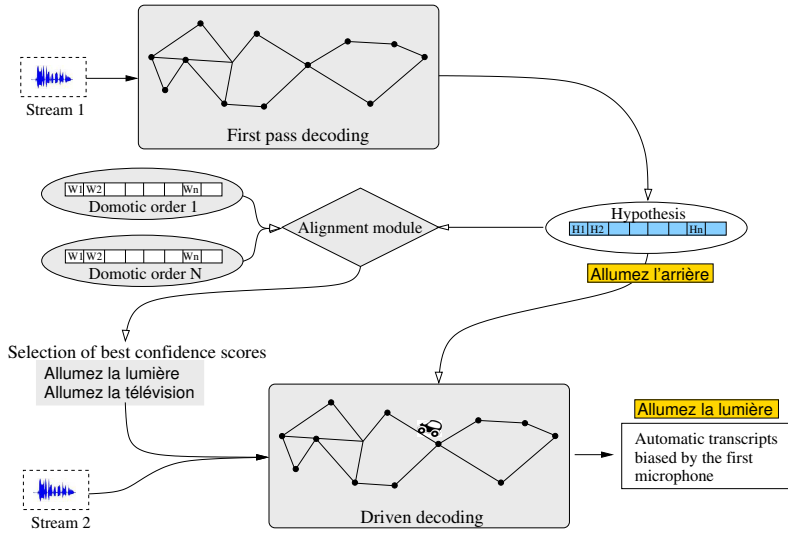 Stream 1
First pass decoding
W1 W2 Wn
Domotic order 1
Alignment module
Hypothesis
H1 H2 Hn
W1 W2 Wn
Domotic order N
Allumez l'arrière
Selection of best confidence scores
Allumez la lumière
Allumez la télévision
Allumez la lumière
Automatic transcripts
biased by the first
microphone
Stream 2
Driven decoding